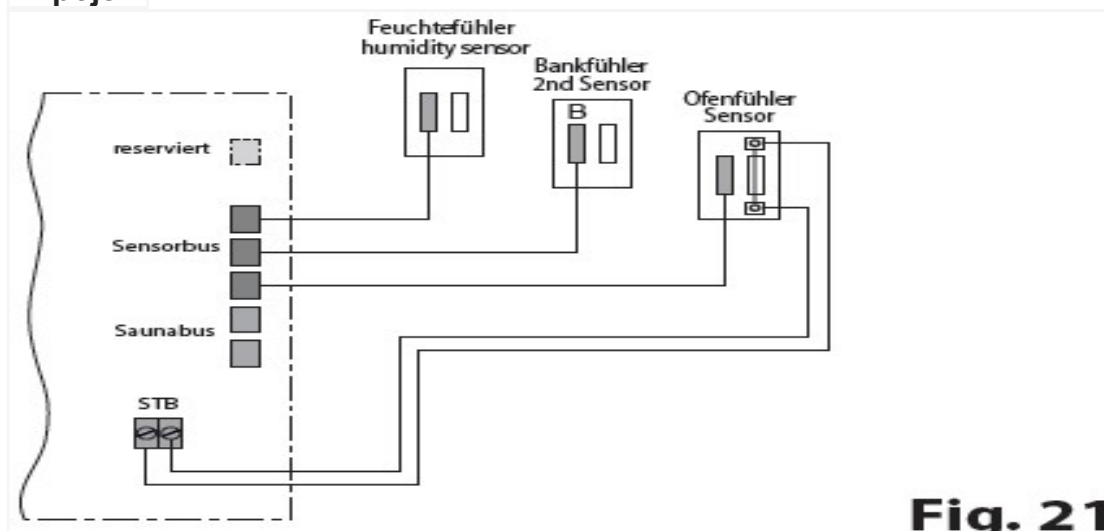 Feuchtefühler
humidity sensor
Bankfühler
2nd Sensor
B
Ofenfühler
Sensor
reserviert
Sensorbus
Saunabus
STB
Fig. 21